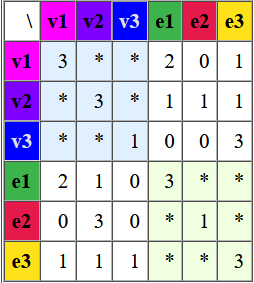 \ v1 v2 v3 e1 e2 e3
v1 3 * * 2 0 1
v2 * 3 * 1 1 1
v3 * * 1 0 0 3
e1 2 1 0 3 * *
e2 0 3 0 * 1 *
e3 1 1 1 * * 3